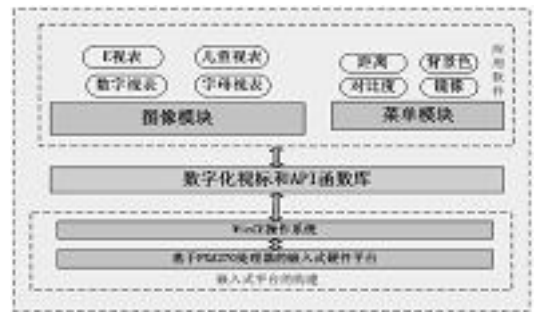 E视表
儿童视表
数字视表
字母视表
图像模块
距离
背景色
对比度
镜像
菜单模块
应用软件
数字化视标和API函数库
WinCE操作系统
基于PXA270处理器的嵌入式硬件平台
嵌入式平台的构建